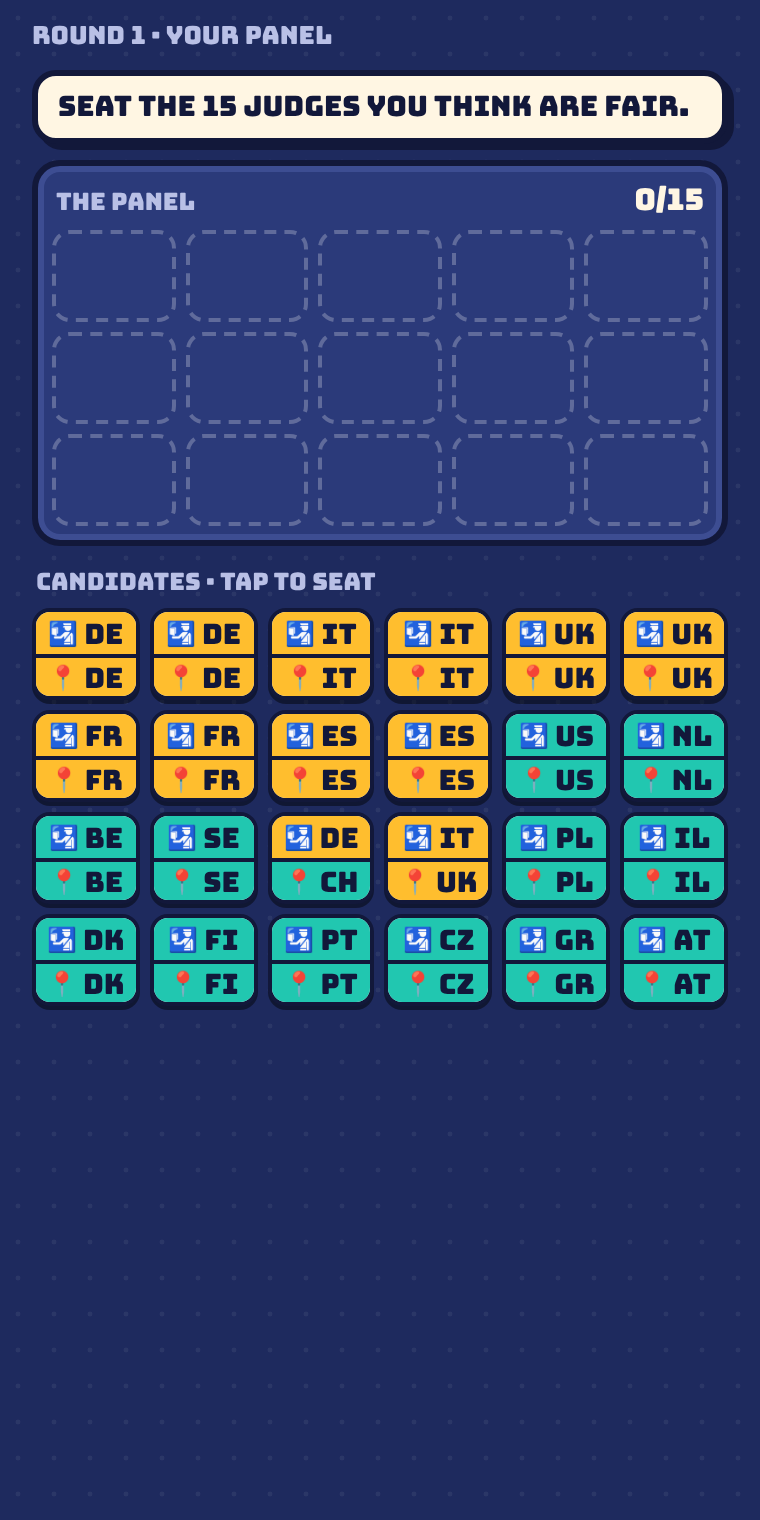 ROUND 1 · YOUR PANEL
SEAT THE 15 JUDGES YOU THINK ARE FAIR.
THE PANEL 0/15
CANDIDATES · TAP TO SEAT
DE DE IT IT UK UK
DE DE IT IT UK UK
FR FR ES ES US NL
FR FR ES ES US NL
BE SE DE IT PL IL
BE SE CH UK PL IL
DK FI PT CZ GR AT
DK FI PT CZ GR AT